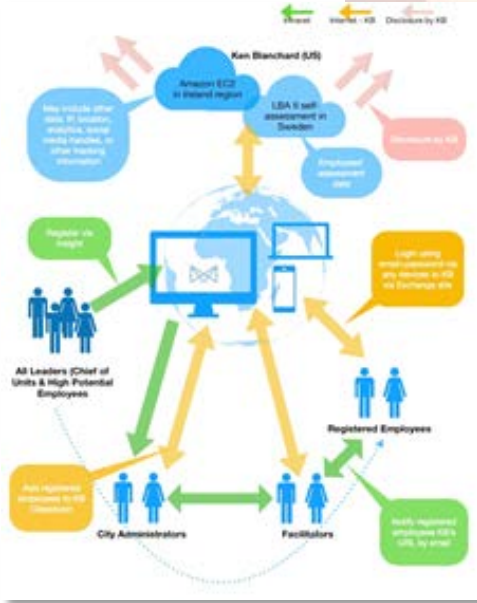 Intranet
Internet - KB
Disclosure by KB
Ken Blanchard (US)
Amazon EC2
in Ireland region
LBA II self-
assessment in
Sweden
May include other
data, IP, location,
analytics, social
media handles, or
other tracking
information
Employees
assessment
data
Disclosure by KB
Register via
Insight
Login using
email+password via
any devices to KB
via Exchange site
All Leaders (Chief of
Units & High Potential
Employees
Registered Employees
Add registered
employees to KB
Classroom
City Administrators
Facilitators
Notify registered
employees KB's
URL by email